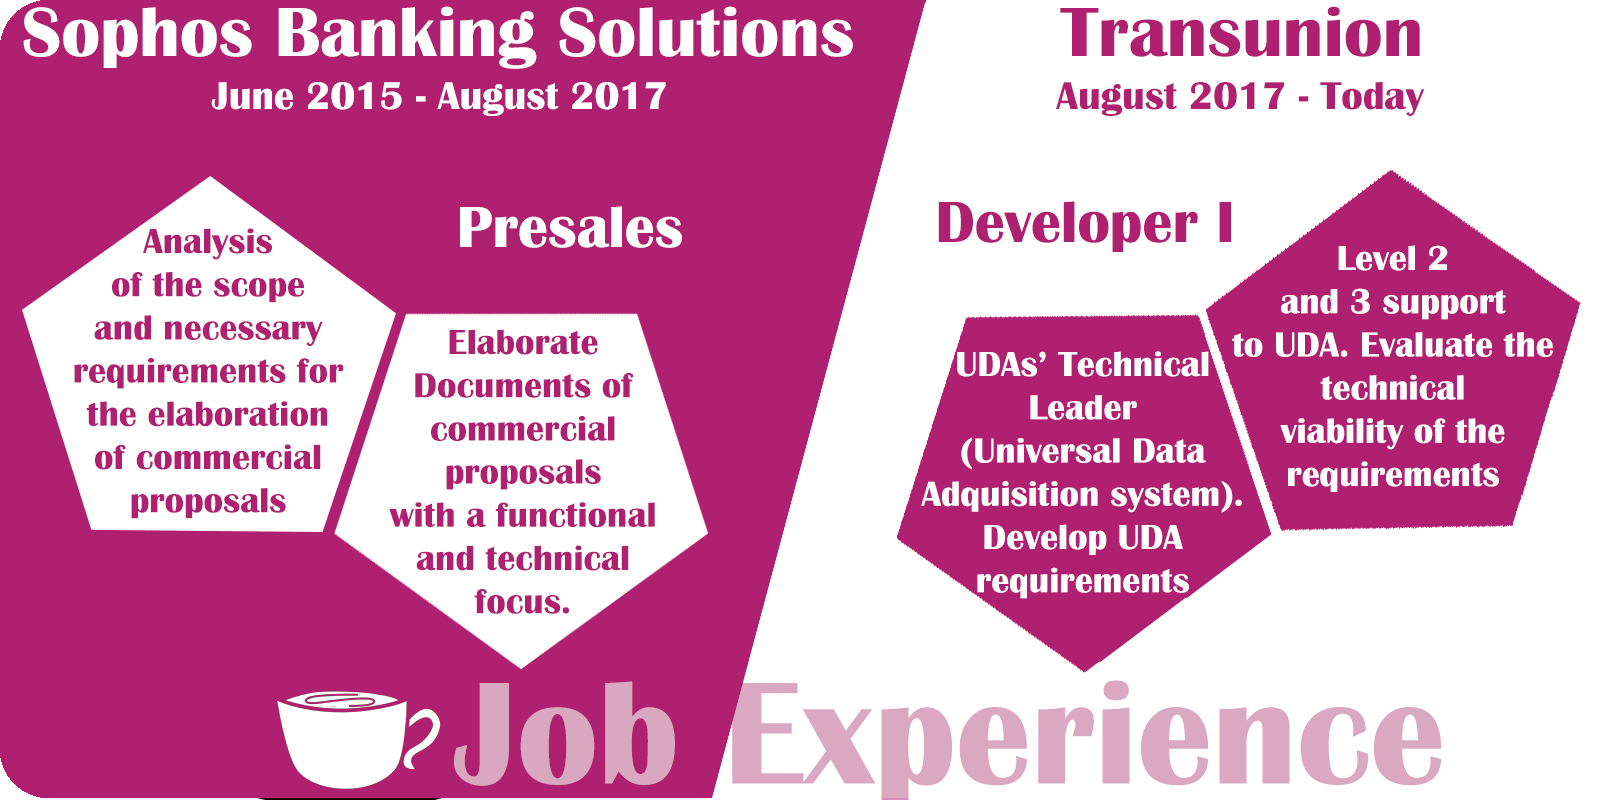 Sophos Banking Solutions
June 2015 - August 2017
Presales
Analysis
of the scope
and necessary
requirements for
the elaboration
of commercial
proposals
Elaborate
Documents of
commercial
proposals
with a functional
and technical
focus.
Transunion
August 2017 - Today
Developer I
UDAs’ Technical
Leader
(Universal Data
Adquisition system).
Develop UDA
requirements
Level 2
and 3 support
to UDA. Evaluate the
technical
viability of the
requirements
Job Experience